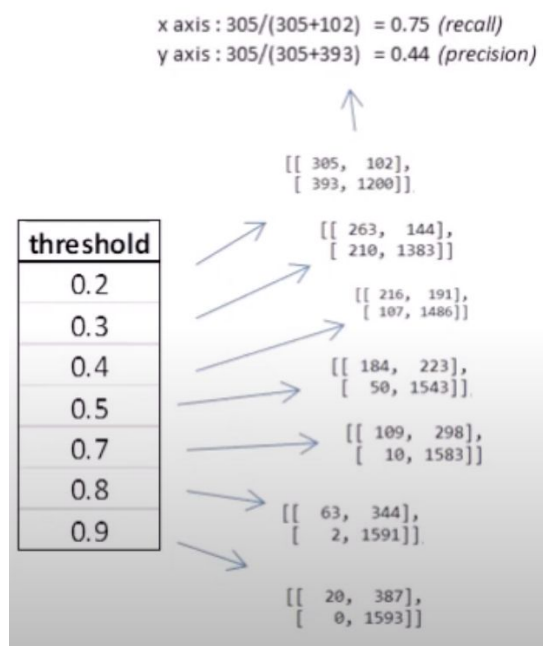 x axis : 305/(305+102) = 0.75 (recall)
y axis : 305/(305+393) = 0.44 (precision)
[[ 305, 102],
[ 393, 1200]]
[[ 263, 144],
[ 210, 1383]]
threshold
0.2
0.3
0.4
0.5
0.7
0.8
0.9
[[ 216, 191],
[ 107, 1486]]
[[ 184, 223],
[ 50, 1543]]
[[ 109, 298],
[ 10, 1583]]
[[ 63, 344],
[ 2, 1591]]
[[ 20, 387],
[ 0, 1593]]